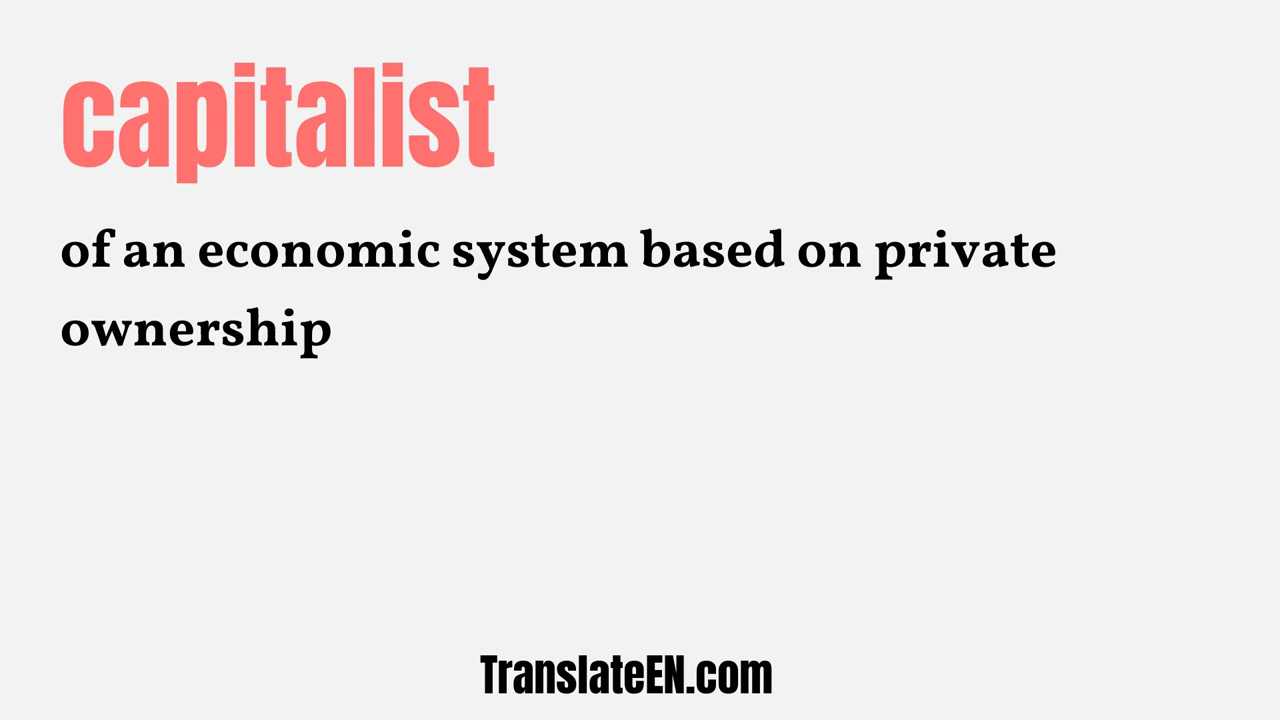 capitalist
of an economic system based on private
ownership
TranslateEN.com